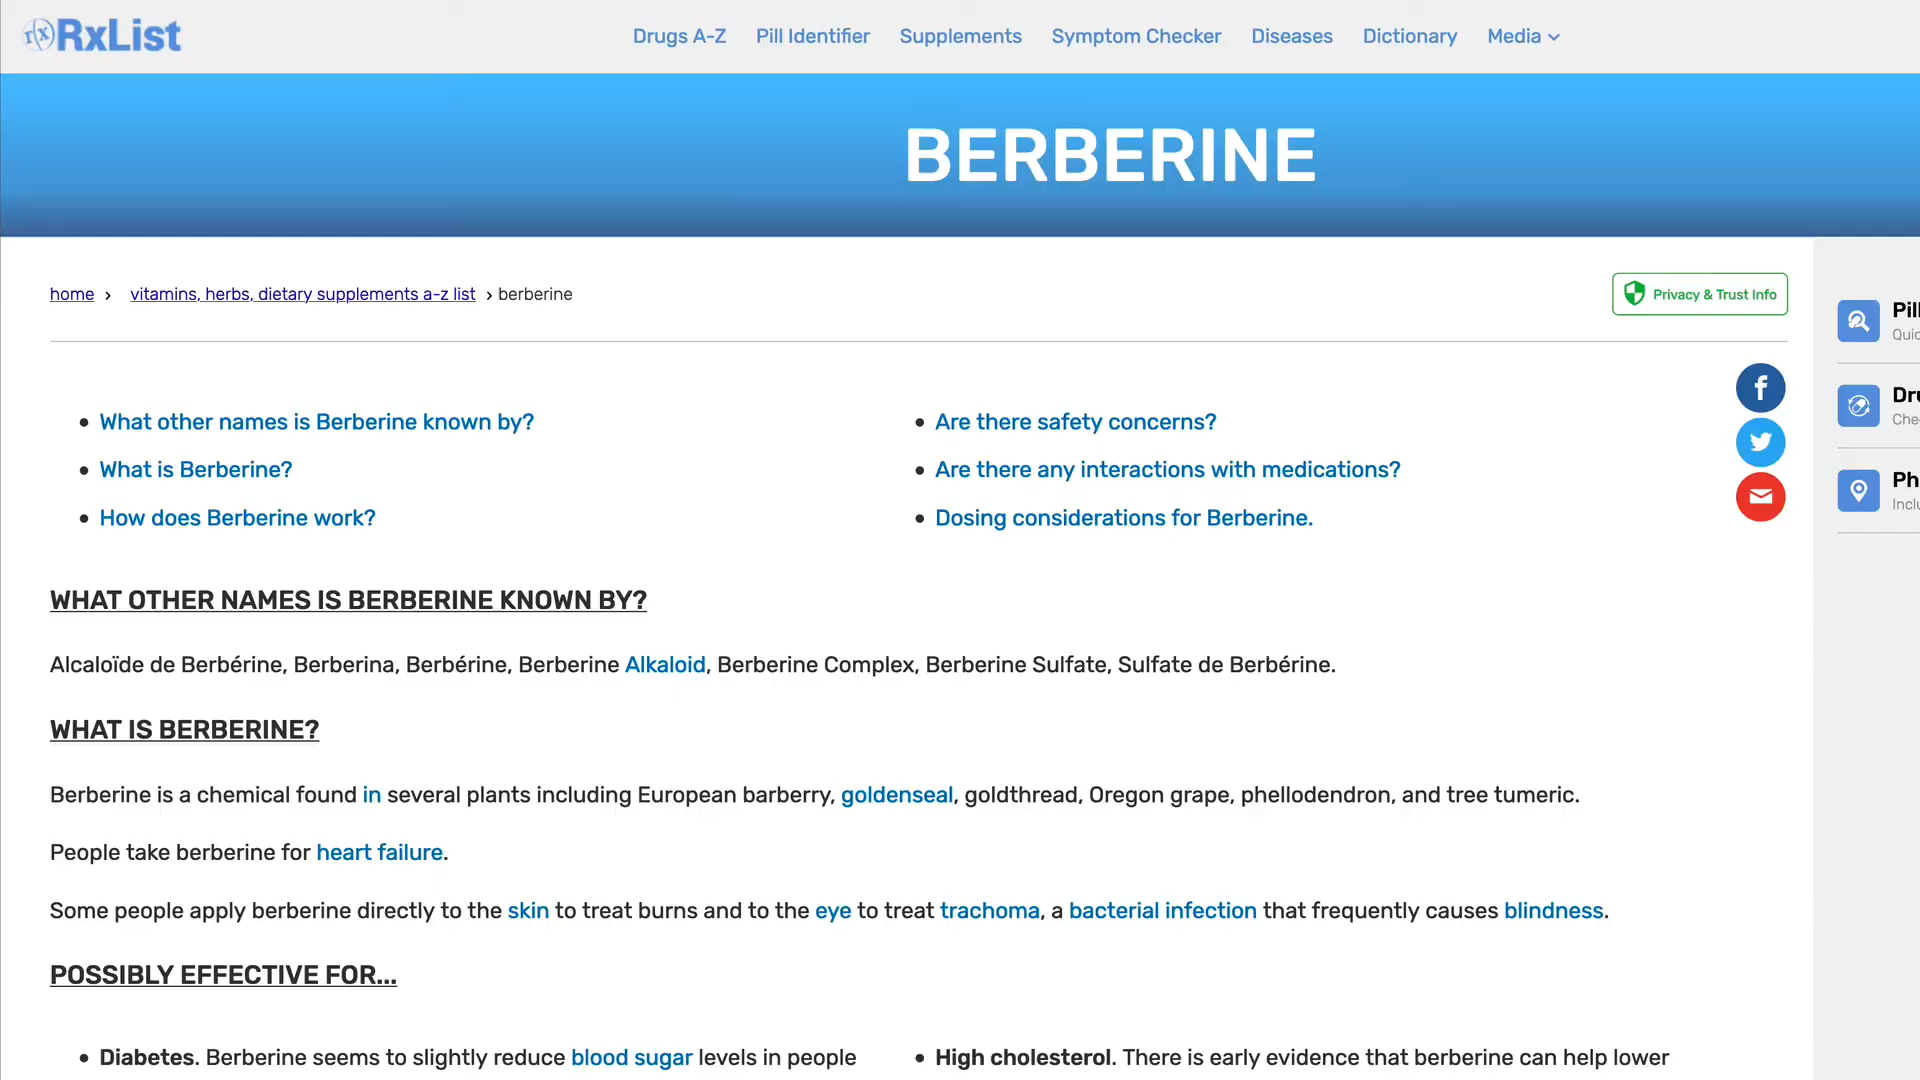 RxList
Drugs A-Z Pill Identifier Supplements Symptom Checker Diseases Dictionary Media
BERBERINE
home › vitamins, herbs, dietary supplements a-z list › berberine
Privacy & Trust Info
• What other names is Berberine known by?
• What is Berberine?
• How does Berberine work?
• Are there safety concerns?
• Are there any interactions with medications?
• Dosing considerations for Berberine.
WHAT OTHER NAMES IS BERBERINE KNOWN BY?
Alcaloïde de Berbérine, Berberina, Berbérine, Berberine Alkaloid, Berberine Complex, Berberine Sulfate, Sulfate de Berbérine.
WHAT IS BERBERINE?
Berberine is a chemical found in several plants including European barberry, goldenseal, goldthread, Oregon grape, phellodendron, and tree tumeric.
People take berberine for heart failure.
Some people apply berberine directly to the skin to treat burns and to the eye to treat trachoma, a bacterial infection that frequently causes blindness.
POSSIBLY EFFECTIVE FOR...
• Diabetes. Berberine seems to slightly reduce blood sugar levels in people
• High cholesterol. There is early evidence that berberine can help lower